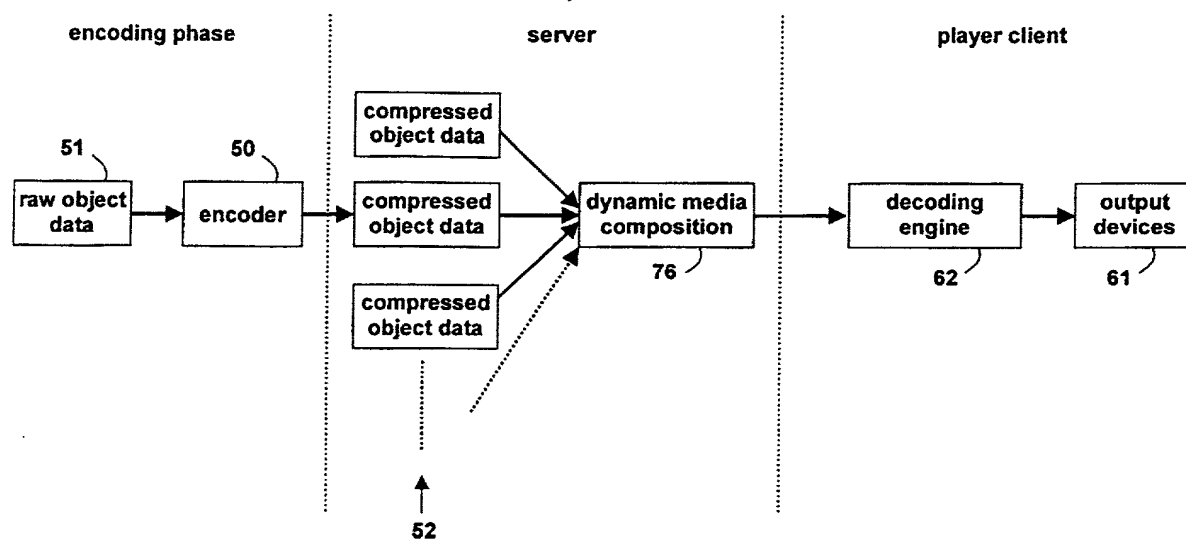 encoding phase
server
player client
compressed
object data
51
50
raw object
data
encoder
compressed
object data
dynamic media
composition
decoding
engine
output
devices
76
62
61
compressed
object data
52